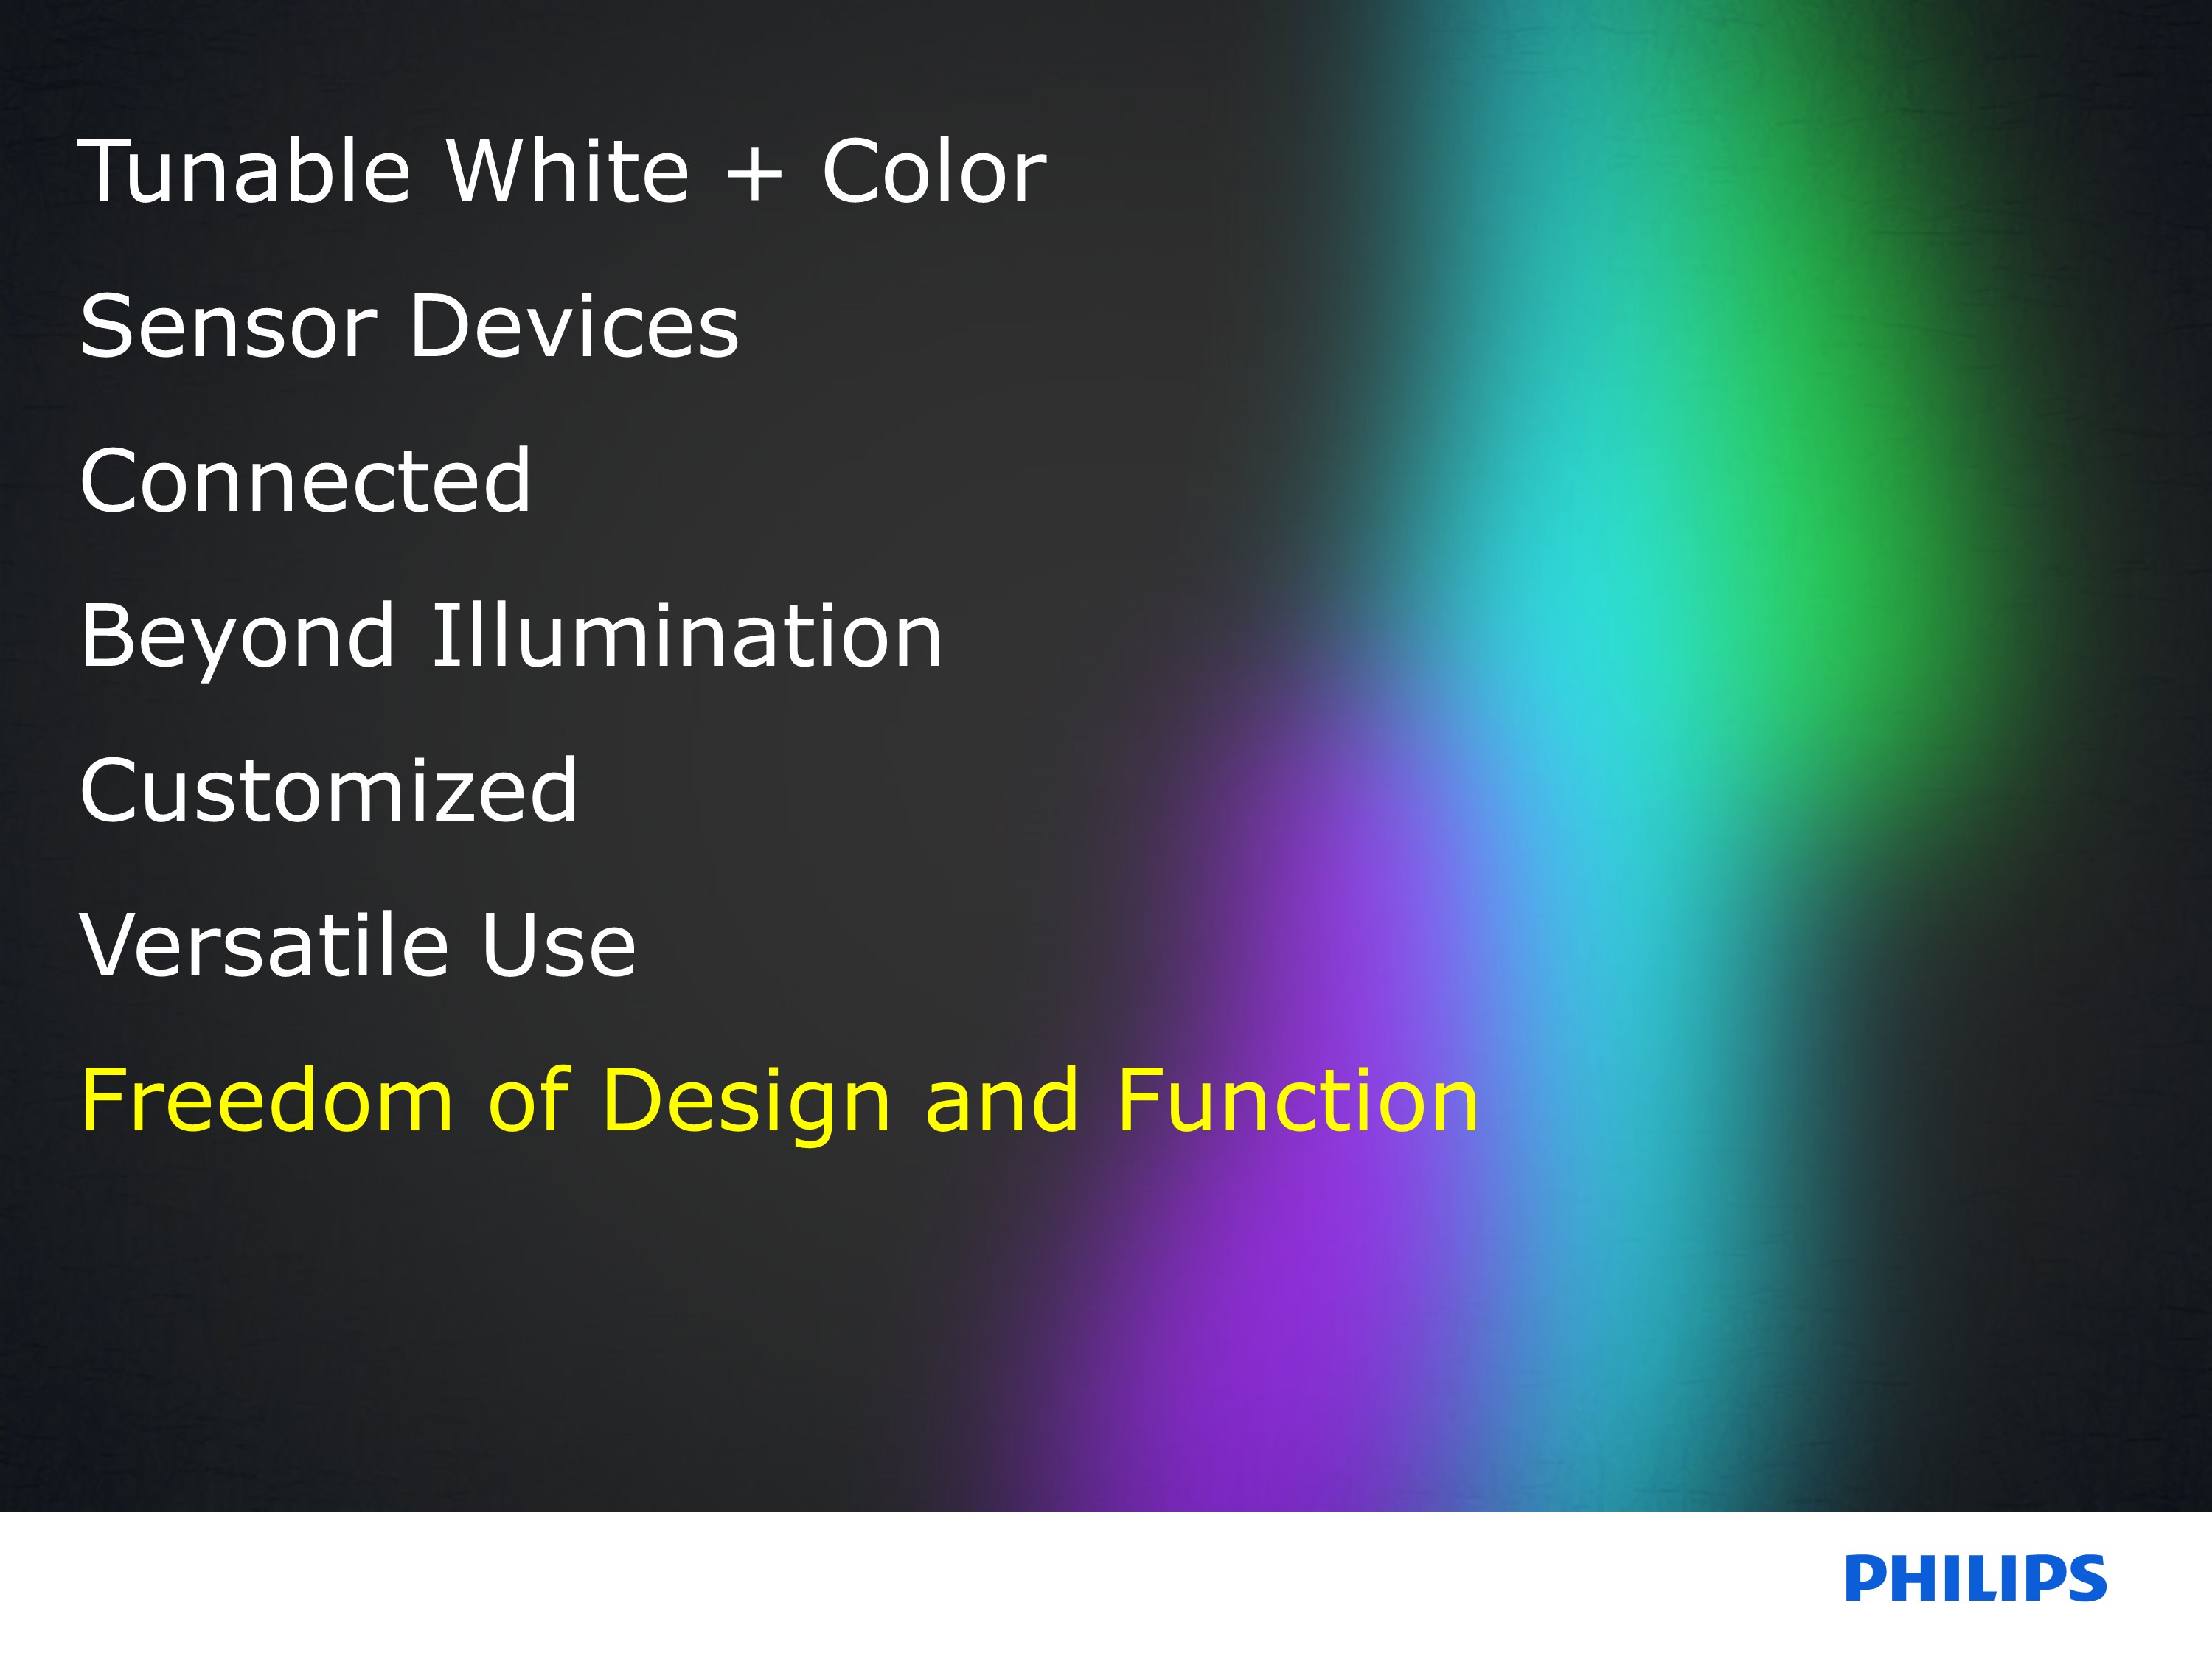 Tunable White + Color
Sensor Devices
Connected
Beyond Illumination
Customized
Versatile Use
Freedom of Design and Function
PHILIPS